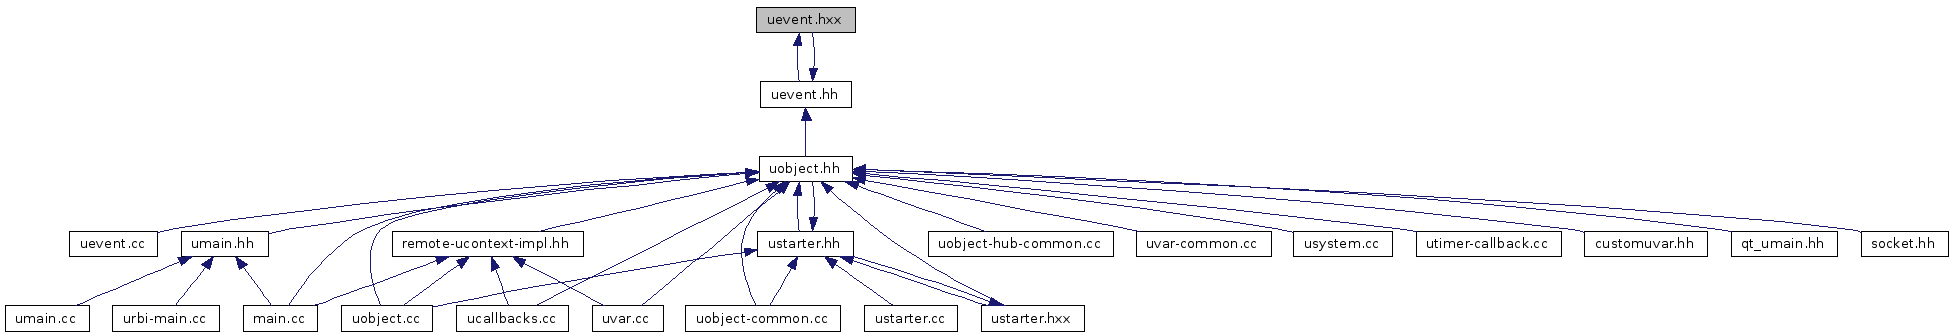 uevent.hxx
uevent.hh
uobject.hh
uevent.cc
umain.hh
remote-ucontext-impl.hh
ustarter.hh
uobject-hub-common.cc
uvar-common.cc
usystem.cc
utimer-callback.cc
customuvar.hh
qt_umain.hh
socket.hh
umain.cc
urbi-main.cc
main.cc
uobject.cc
ucallbacks.cc
uvar.cc
uobject-common.cc
ustarter.cc
ustarter.hxx